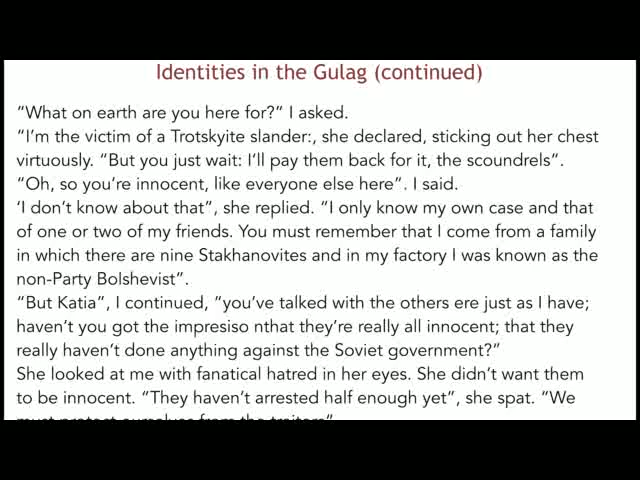 Identities in the Gulag (continued)
“What on earth are you here for?” I asked.
“I’m the victim of a Trotskyite slander:, she declared, sticking out her chest
virtuously. “But you just wait: I’ll pay them back for it, the scoundrels”.
“Oh, so you’re innocent, like everyone else here”. I said.
‘I don’t know about that”, she replied. “I only know my own case and that
of one or two of my friends. You must remember that I come from a family
in which there are nine Stakhanovites and in my factory I was known as the
non-Party Bolshevist”.
“But Katia”, I continued, “you’ve talked with the others ere just as I have;
haven’t you got the impresiso nthat they’re really all innocent; that they
really haven’t done anything against the Soviet government?”
She looked at me with fanatical hatred in her eyes. She didn’t want them
to be innocent. “They haven’t arrested half enough yet”, she spat. “We
must protect ourselves from the traitors”